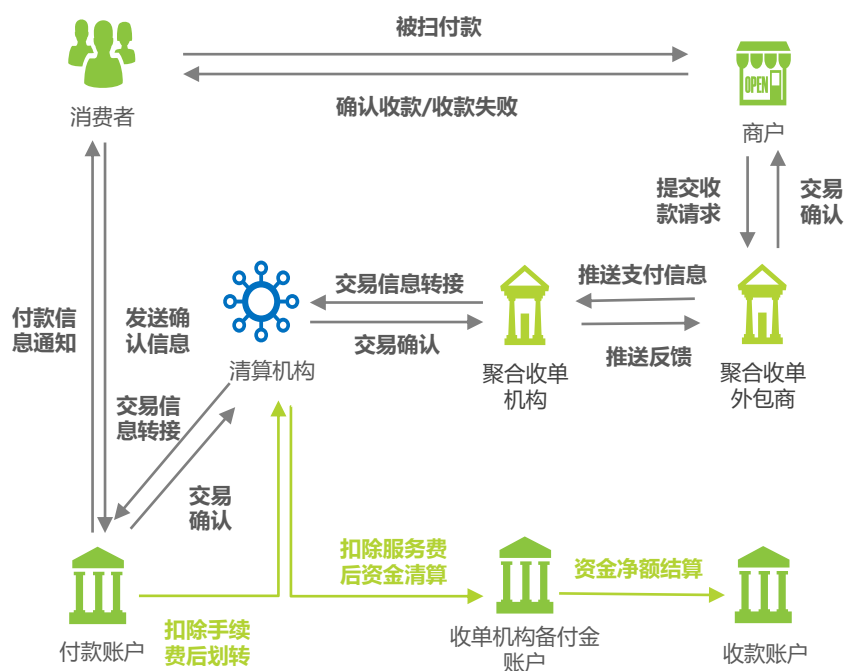 被扫付款
确认收款/收款失败
消费者
OPEN
商户
提交收
款请求
交易
确认
付款信
息通知
发送确
认信息
交易信息转接
交易确认
清算机构
推送支付信息
推送反馈
聚合收单
机构
聚合收单
外包商
交易信
息转接
交易
确认
扣除服务费
后资金清算
资金净额结算
付款账户
扣除手续
费后划转
收单机构备付金
账户
收款账户